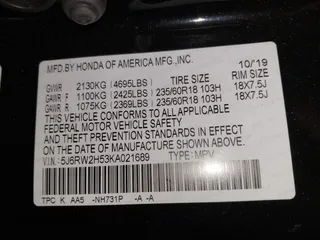 MFD.BY HONDA OF AMERICA MFG.,INC. 10/19
GVWR 2130KG (4695LBS) TIRE SIZE RIM SIZE
GAWR F 1100KG (2425LBS) 235/60R18 103H 18X7.5J
GAWR R 1075KG (2369LBS) 235/60R18 103H 18X7.5J
THIS VEHICLE CONFORMS TO ALL APPLICABLE
FEDERAL MOTOR VEHICLE SAFETY, BUMPER,
AND THEFT PREVENTION STANDARDS IN EFFECT ON
THE DATE OF MANUFACTURE SHOWN ABOVE.
V.I.N.:5J6RW2H53KA021689 TYPE: MPV
TPC K AA5 -NH731P -A -A